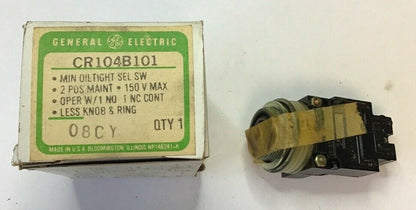 GENERAL ELECTRIC
CR104B101
• MIN OILTIGHT SEL SW
• 2 POS MAINT • 150 V MAX
• OPER W/1 NO 1 NC CONT
• LESS KNOB & RING
08CY QTY 1
MADE IN U.S.A. BLOOMINGTON, ILLINOIS